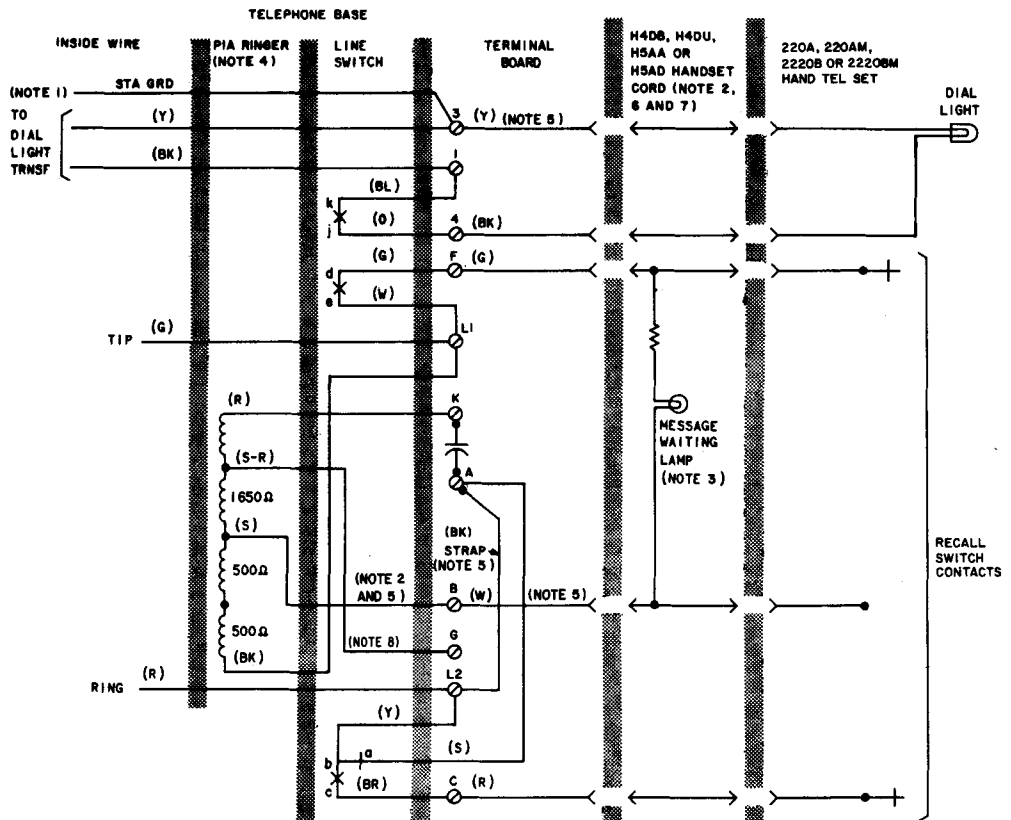 TELEPHONE BASE
INSIDE WIRE
PIA RINGER
(NOTE 4)
LINE
SWITCH
TERMINAL
BOARD
H4DB, H4DU,
H5AA OR
H5AD HANDSET
CORD (NOTE 2,
6 AND 7)
220A, 220AM,
2220B OR 2220BM
HAND TEL SET
DIAL
LIGHT
(NOTE 1)
STA GRD
TO
DIAL
LIGHT
TRNSF
(Y)
3
(Y)
(NOTE 5)
(BK)
1
(BL)
k
j
(O)
4
(BK)
(G)
F
(G)
d
e
(W)
TIP
(G)
L1
(R)
K
(S-R)
A
1650Ω
(S)
MESSAGE
WAITING
LAMP
(NOTE 3)
(BK)
STRAP
(NOTE 5)
500Ω
(NOTE 2
AND 5)
B
(W)
(NOTE 5)
RECALL
SWITCH
CONTACTS
500Ω
(NOTE 8)
G
(BK)
RING
(R)
L2
(Y)
b
a
(S)
c
(BR)
C
(R)